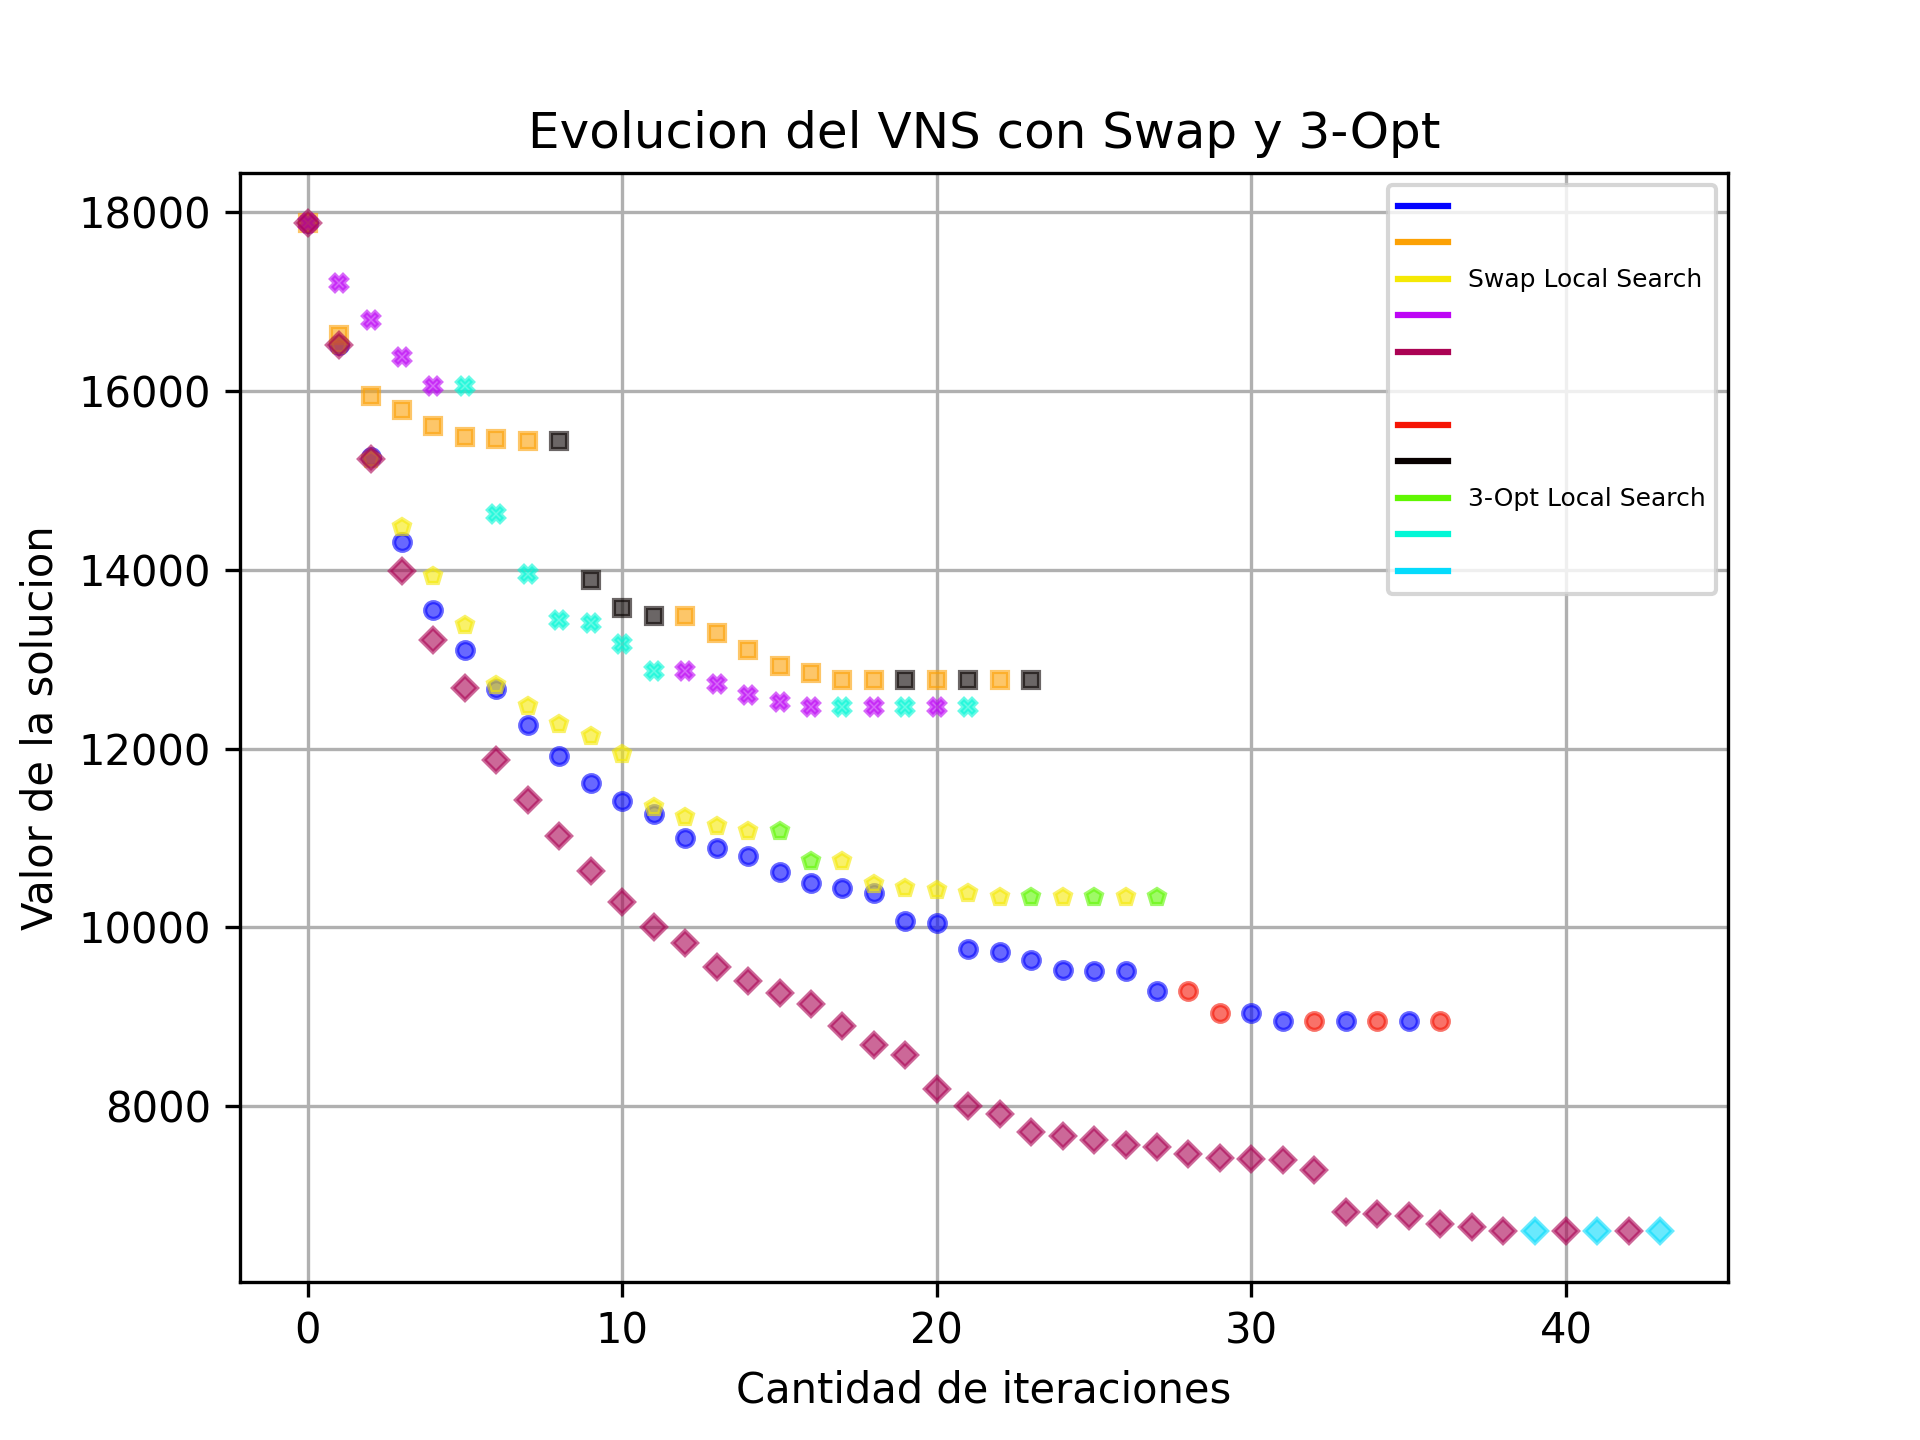 Evolucion del VNS con Swap y 3-Opt
18000
16000
14000
12000
10000
8000
Valor de la solucion
Swap Local Search
3-Opt Local Search
0 10 20 30 40
Cantidad de iteraciones